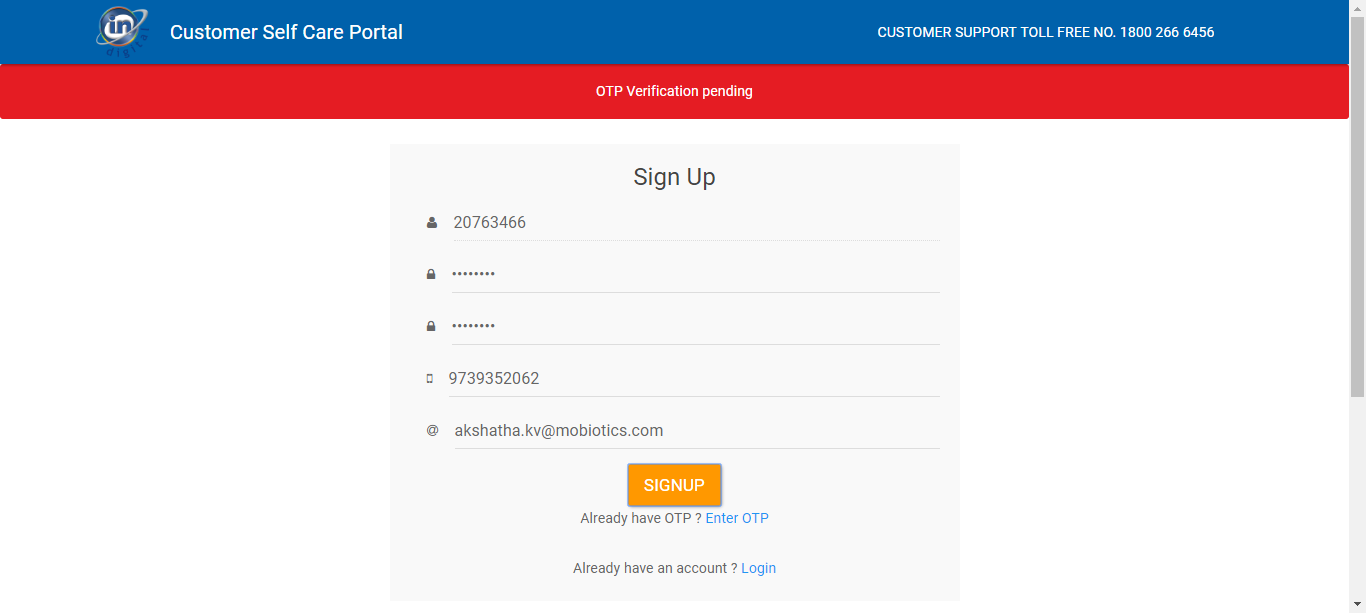 in
digital
Customer Self Care Portal
CUSTOMER SUPPORT TOLL FREE NO. 1800 266 6456
OTP Verification pending
Sign Up
20763466
••••••••
••••••••
9739352062
@ akshatha.kv@mobiotics.com
SIGNUP
Already have OTP ? Enter OTP
Already have an account ? Login